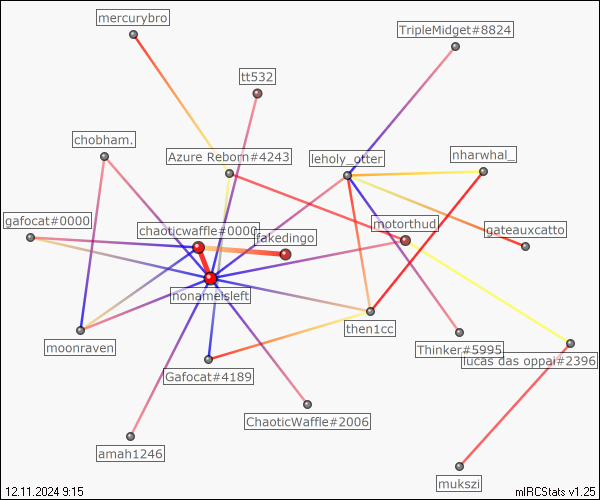 mercurybro
TripleMidget#8824
tt532
chobham.
Azure Reborn#4243
leholy_otter
nharwhal_
gafocat#0000
chaoticwaffle#0000
fakedingo
motorthud
gateauxcatto
nonameisleft
moonraven
then1cc
Thinker#5995
lucas das oppai#2396
Gafocat#4189
ChaoticWaffle#2006
amah1246
mukszi
12.11.2024 9:15
mIRCStats v1.25